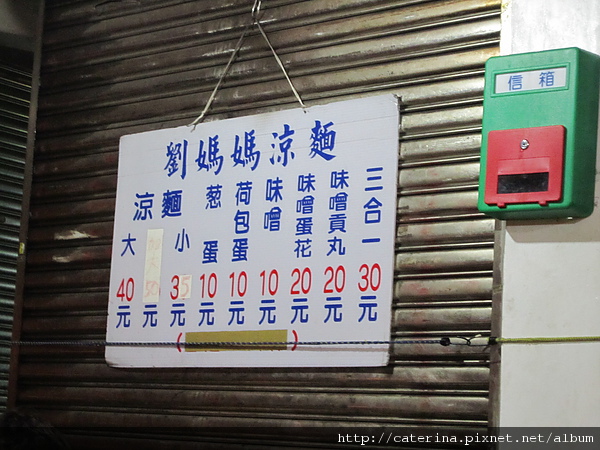 劉媽媽涼麵
涼麵
大 40元
50元
小 35元
葱蛋 10元
荷包蛋 10元
味噌 10元
味噌蛋花 20元
味噌貢丸 20元
三合一 30元
( )
信箱
http://caterina.pixnet.net/album